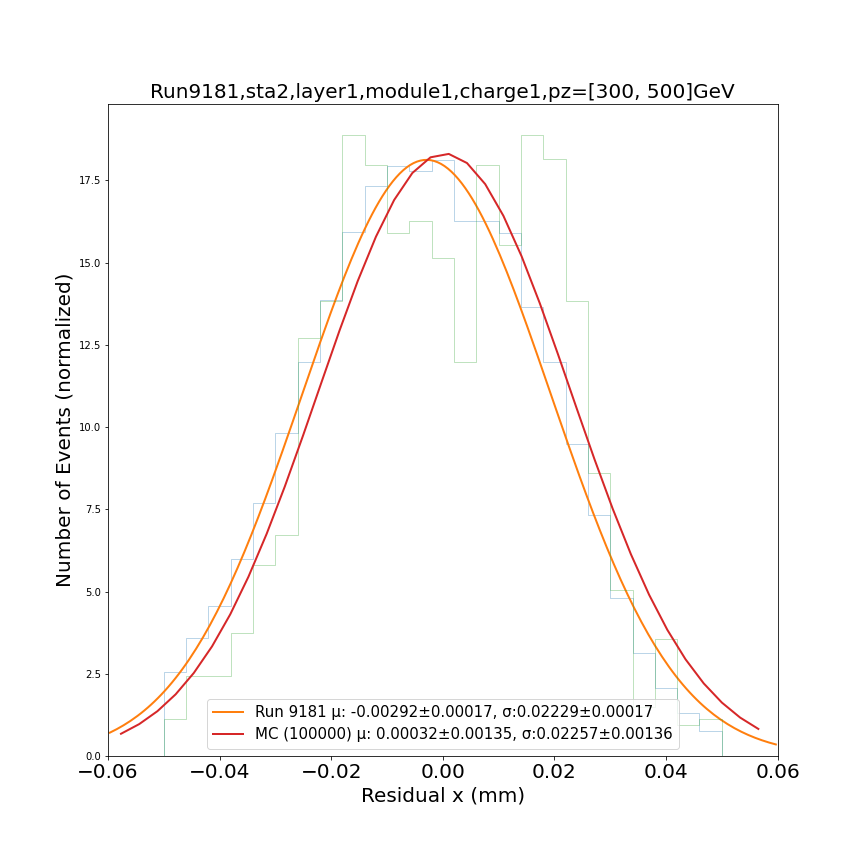 Run9181,sta2,layer1,module1,charge1,pz=[300, 500]GeV
Number of Events (normalized)
17.5
15.0
12.5
10.0
7.5
5.0
2.5
0.0
Run 9181 μ: -0.00292±0.00017, σ:0.02229±0.00017
MC (100000) μ: 0.00032±0.00135, σ:0.02257±0.00136
−0.06 −0.04 −0.02 0.00 0.02 0.04 0.06
Residual x (mm)